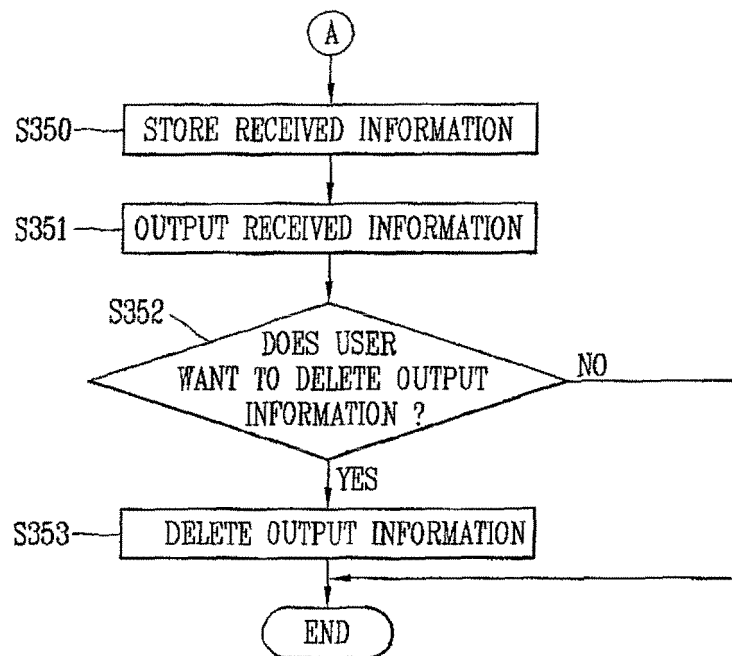 A
S350
STORE RECEIVED INFORMATION
S351
OUTPUT RECEIVED INFORMATION
S352
DOES USER
WANT TO DELETE OUTPUT
INFORMATION ?
NO
YES
S353
DELETE OUTPUT INFORMATION
END